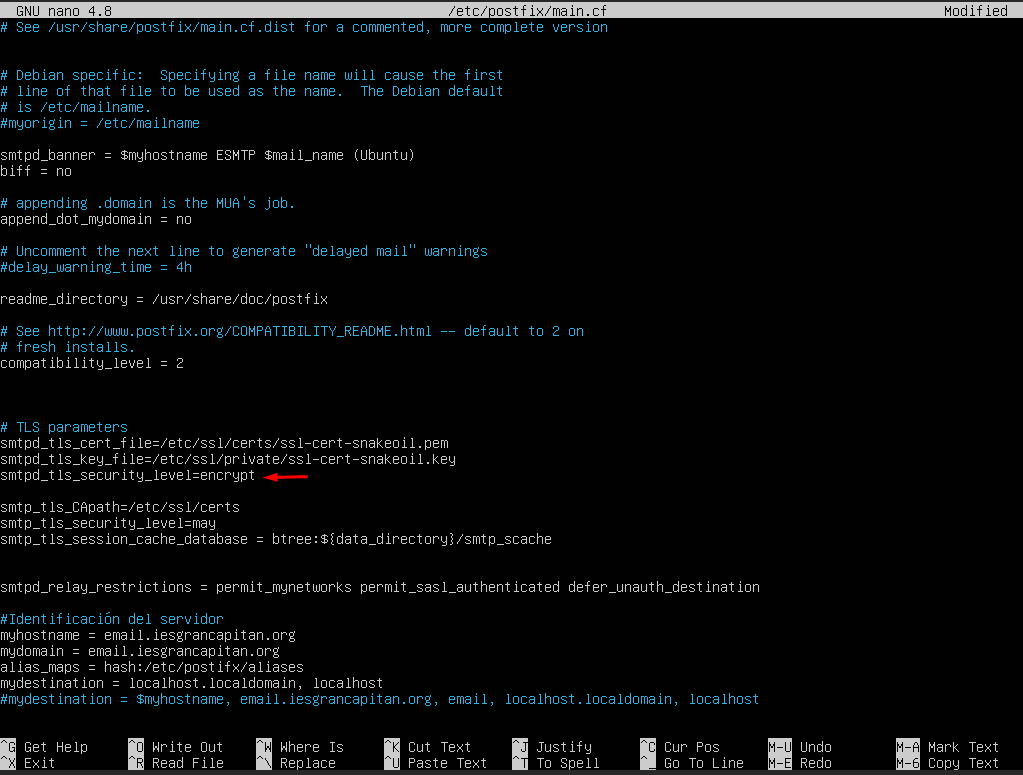 GNU nano 4.8 /etc/postfix/main.cf Modified
# See /usr/share/postfix/main.cf.dist for a commented, more complete version
# Debian specific:  Specifying a file name will cause the first
# line of that file to be used as the name.  The Debian default
# is /etc/mailname.
#myorigin = /etc/mailname
smtpd_banner = $myhostname ESMTP $mail_name (Ubuntu)
biff = no
# appending .domain is the MUA's job.
append_dot_mydomain = no
# Uncomment the next line to generate "delayed mail" warnings
#delay_warning_time = 4h
readme_directory = /usr/share/doc/postfix
# See http://www.postfix.org/COMPATIBILITY_README.html -- default to 2 on
# fresh installs.
compatibility_level = 2
# TLS parameters
smtpd_tls_cert_file=/etc/ssl/certs/ssl-cert-snakeoil.pem
smtpd_tls_key_file=/etc/ssl/private/ssl-cert-snakeoil.key
smtpd_tls_security_level=encrypt
smtp_tls_CApath=/etc/ssl/certs
smtp_tls_security_level=may
smtp_tls_session_cache_database = btree:${data_directory}/smtp_scache
smtpd_relay_restrictions = permit_mynetworks permit_sasl_authenticated defer_unauth_destination
#Identificación del servidor
myhostname = email.iesgrancapitan.org
mydomain = email.iesgrancapitan.org
alias_maps = hash:/etc/postifx/aliases
mydestination = localhost.localdomain, localhost
#mydestination = $myhostname, email.iesgrancapitan.org, email, localhost.localdomain, localhost
^G Get Help ^O Write Out ^W Where Is ^K Cut Text ^J Justify ^C Cur Pos M-U Undo M-A Mark Text
^X Exit ^R Read File ^\ Replace ^U Paste Text ^T To Spell ^_ Go To Line M-E Redo M-6 Copy Text